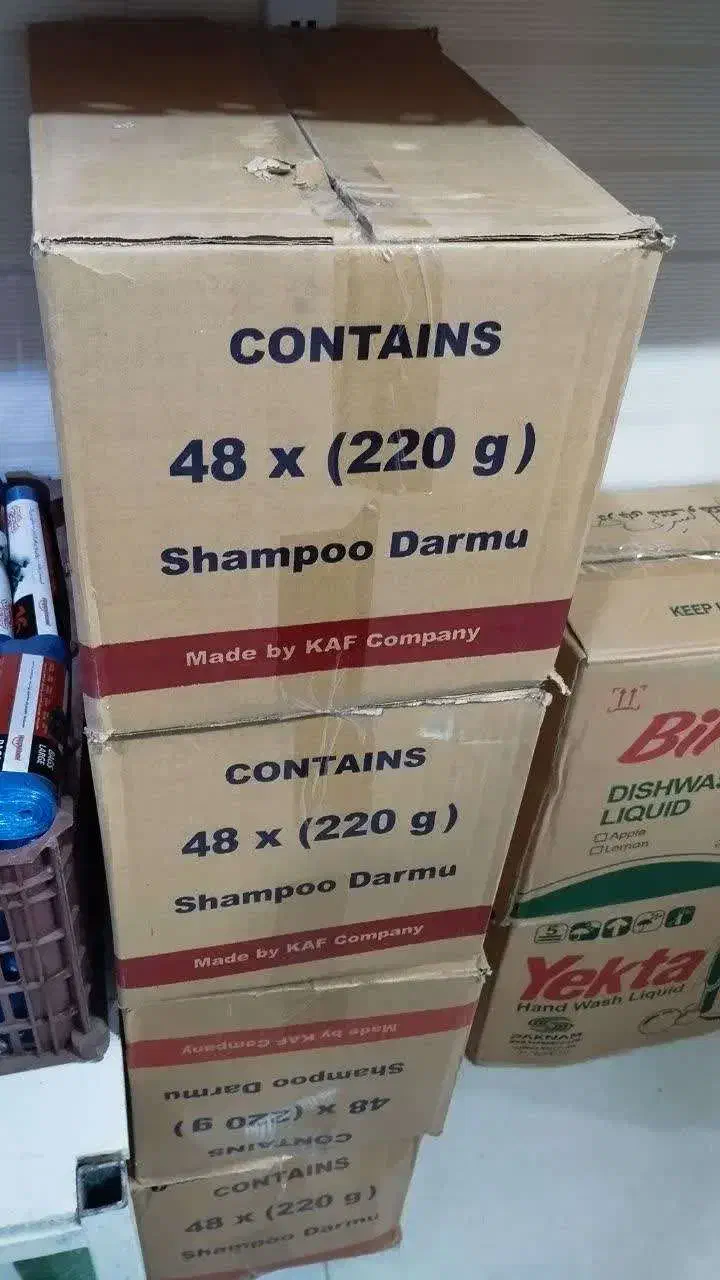 CONTAINS
48 x (220 g)
Shampoo Darmu
Made by KAF Company
CONTAINS
48 x (220 g)
Shampoo Darmu
Made by KAF Company
Made by KAF Company
Shampoo Darmu
48 x (220 g)
CONTAINS
CONTAINS
48 x (220 g)
Shampoo Darmu
KEEP
DISHWAS
LIQUID
Apple
Lemon
5
Yekta
Hand Wash Liquid
PAKNAM
LARGE